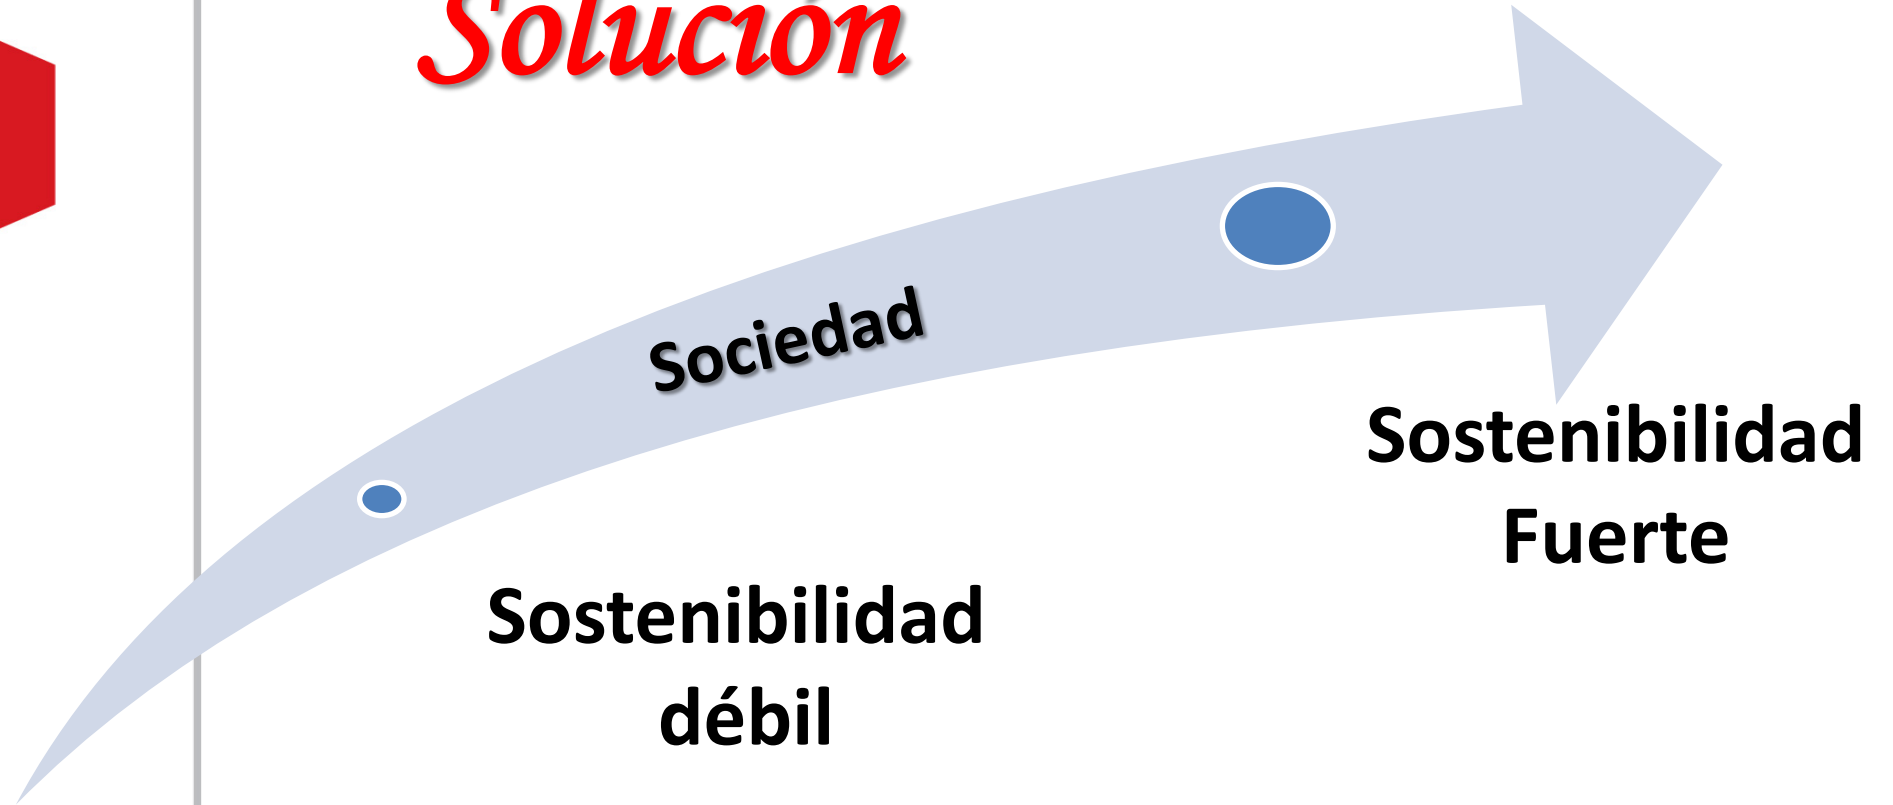 Solución
Sociedad
Sostenibilidad
Fuerte
Sostenibilidad
débil